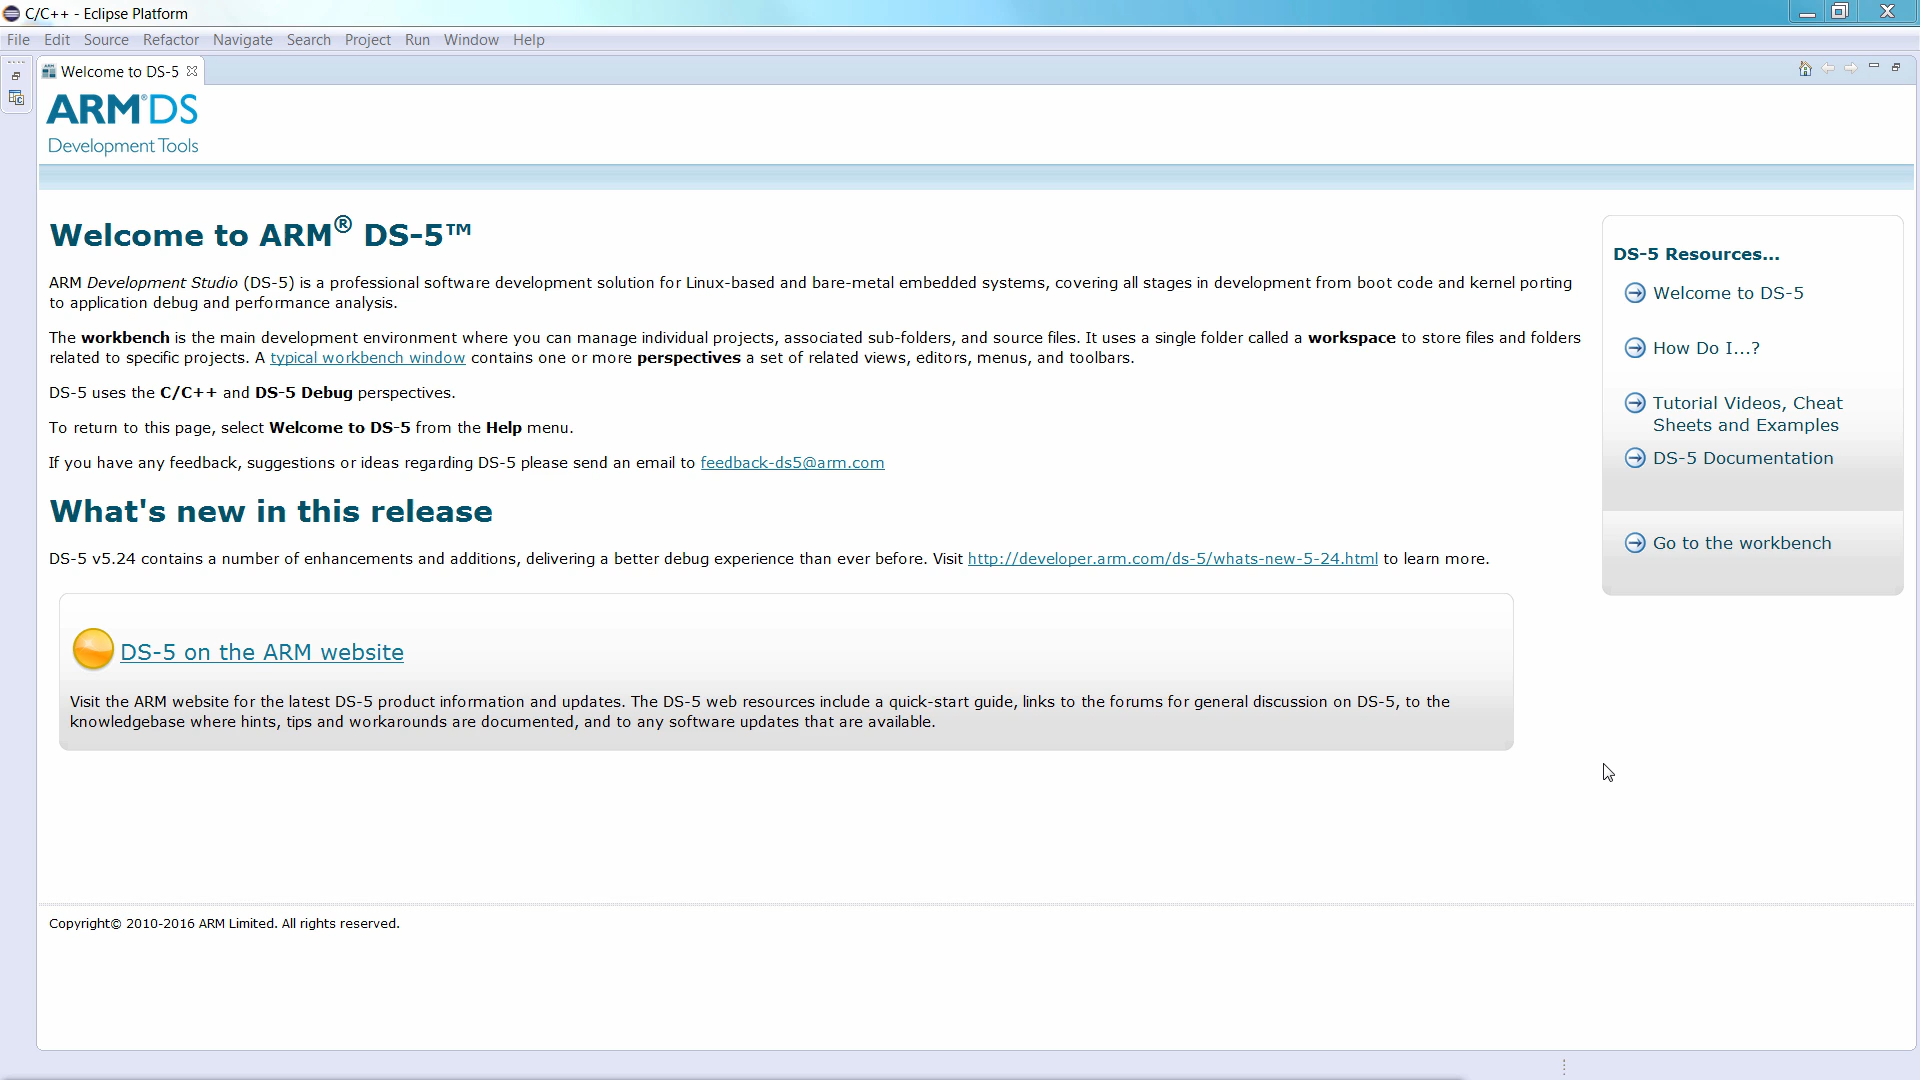 C/C++ - Eclipse Platform
File Edit Source Refactor Navigate Search Project Run Window Help
Welcome to DS-5
ARM® DS
Development Tools
Welcome to ARM® DS-5™
ARM Development Studio (DS-5) is a professional software development solution for Linux-based and bare-metal embedded systems, covering all stages in development from boot code and kernel porting
to application debug and performance analysis.
The workbench is the main development environment where you can manage individual projects, associated sub-folders, and source files. It uses a single folder called a workspace to store files and folders
related to specific projects. A typical workbench window contains one or more perspectives a set of related views, editors, menus, and toolbars.
DS-5 uses the C/C++ and DS-5 Debug perspectives.
To return to this page, select Welcome to DS-5 from the Help menu.
If you have any feedback, suggestions or ideas regarding DS-5 please send an email to feedback-ds5@arm.com
What's new in this release
DS-5 v5.24 contains a number of enhancements and additions, delivering a better debug experience than ever before. Visit http://developer.arm.com/ds-5/whats-new-5-24.html to learn more.
DS-5 on the ARM website
Visit the ARM website for the latest DS-5 product information and updates. The DS-5 web resources include a quick-start guide, links to the forums for general discussion on DS-5, to the
knowledgebase where hints, tips and workarounds are documented, and to any software updates that are available.
DS-5 Resources...
Welcome to DS-5
How Do I...?
Tutorial Videos, Cheat
Sheets and Examples
DS-5 Documentation
Go to the workbench
Copyright© 2010-2016 ARM Limited. All rights reserved.